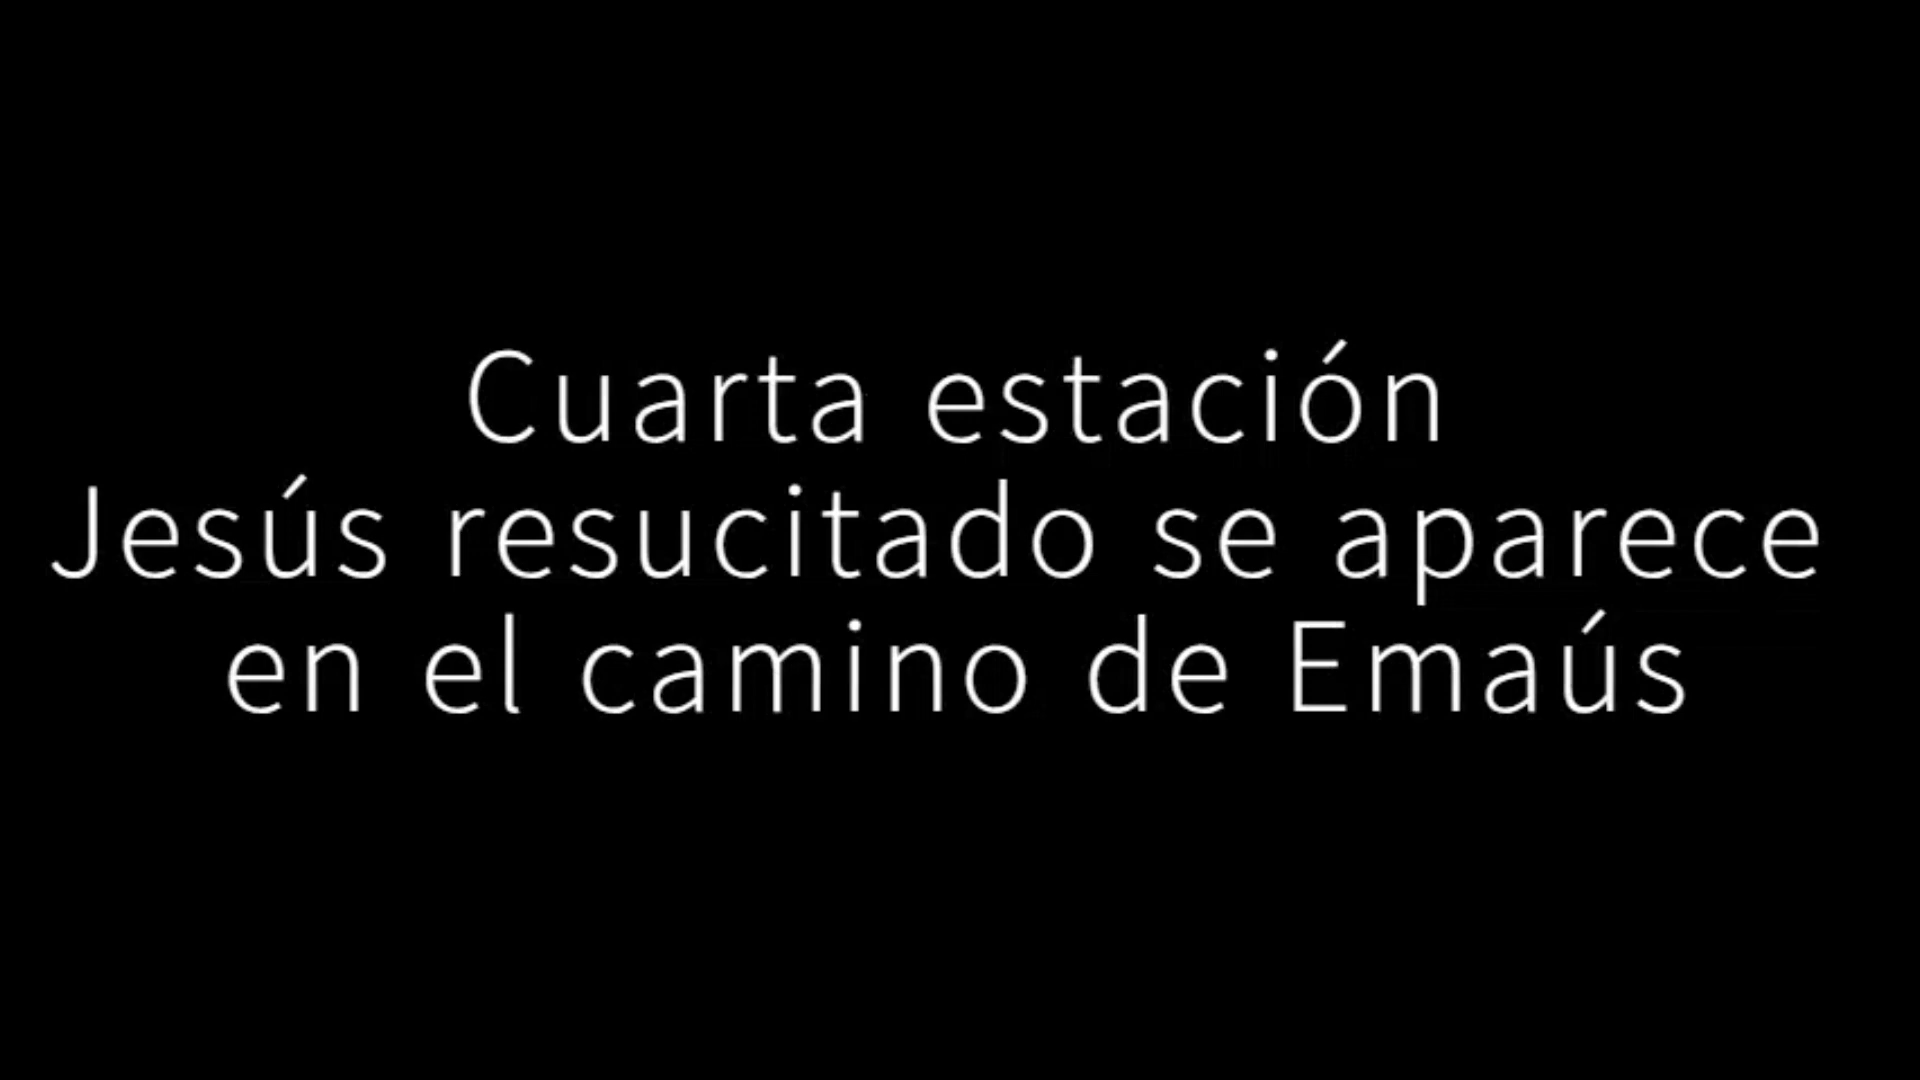 Cuarta estación
Jesús resucitado se aparece
en el camino de Emaús